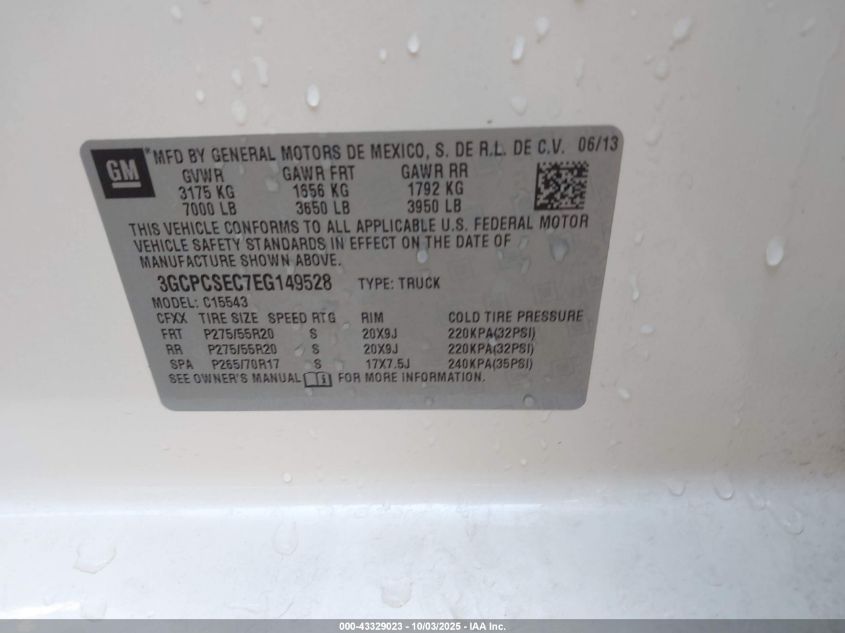 GM
*MFD BY GENERAL MOTORS DE MEXICO, S. DE R.L. DE C.V. 06/13
GVWR GAWR FRT GAWR RR
3175 KG 1656 KG 1792 KG
7000 LB 3650 LB 3950 LB
THIS VEHICLE CONFORMS TO ALL APPLICABLE U.S. FEDERAL MOTOR
VEHICLE SAFETY STANDARDS IN EFFECT ON THE DATE OF
MANUFACTURE SHOWN ABOVE.
3GCPCSEC7EG149528 TYPE: TRUCK
MODEL: C15543
CFXX TIRE SIZE SPEED RTG RIM COLD TIRE PRESSURE
FRT P275/55R20 S 20X9J 220KPA(32PSI)
RR P275/55R20 S 20X9J 220KPA(32PSI)
SPA P265/70R17 S 17X7.5J 240KPA(35PSI)
SEE OWNER'S MANUAL FOR MORE INFORMATION.
000-43329023 - 10/03/2025 - IAA Inc.